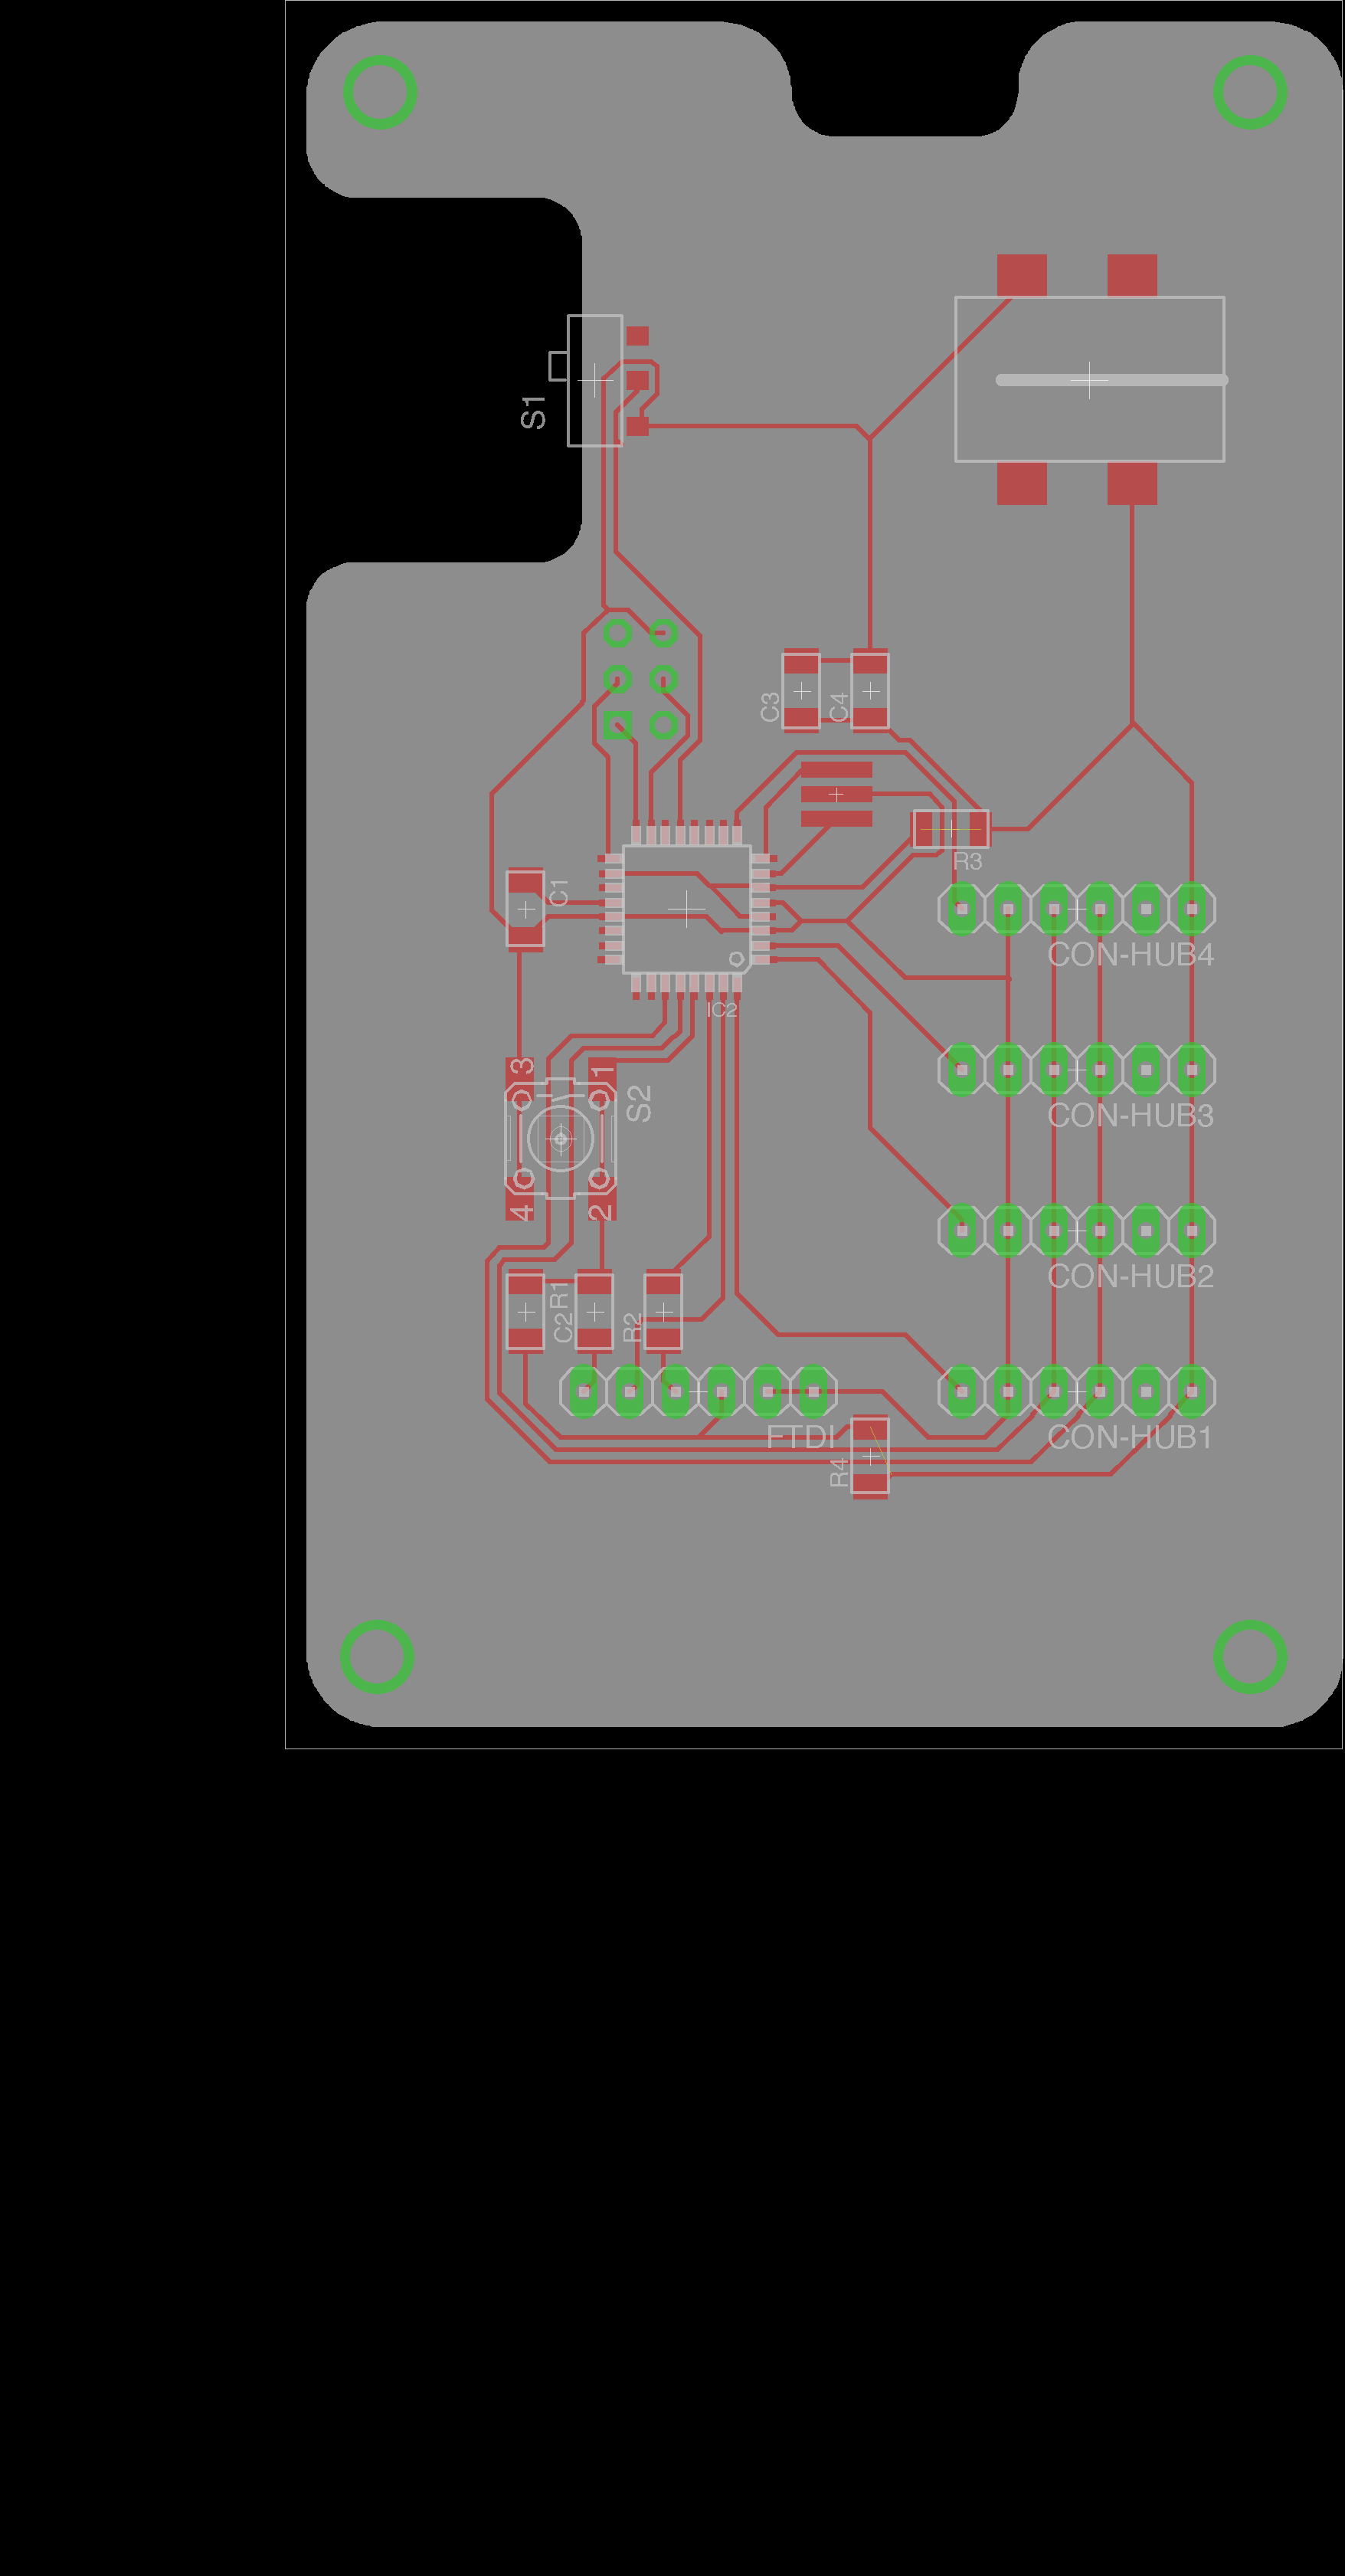 S1
C3
C4
R3
C1
CON-HUB4
IC2
3
1
S2
CON-HUB3
4
2
CON-HUB2
R1
C2
R2
FTDI
CON-HUB1
R4